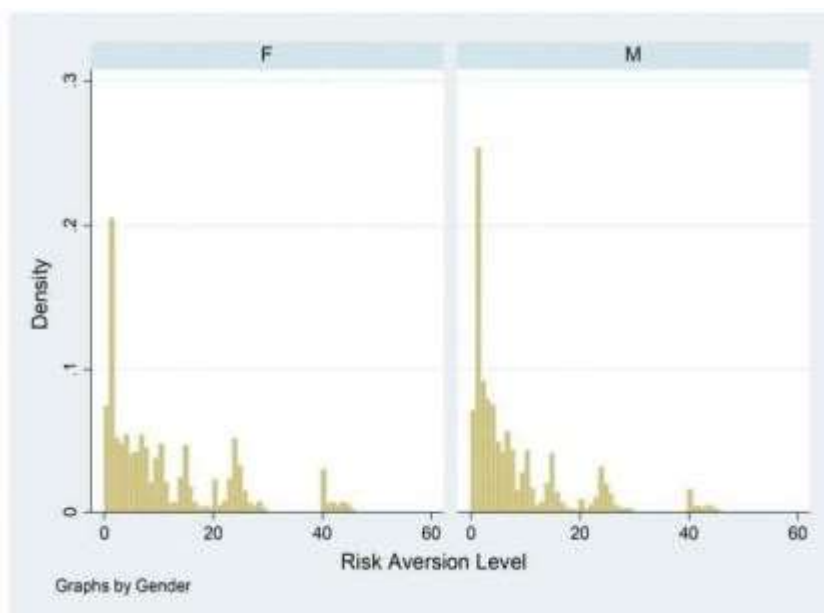 F M
.3
.2
.1
0
Density
0 20 40 60 0 20 40 60
Risk Aversion Level
Graphs by Gender